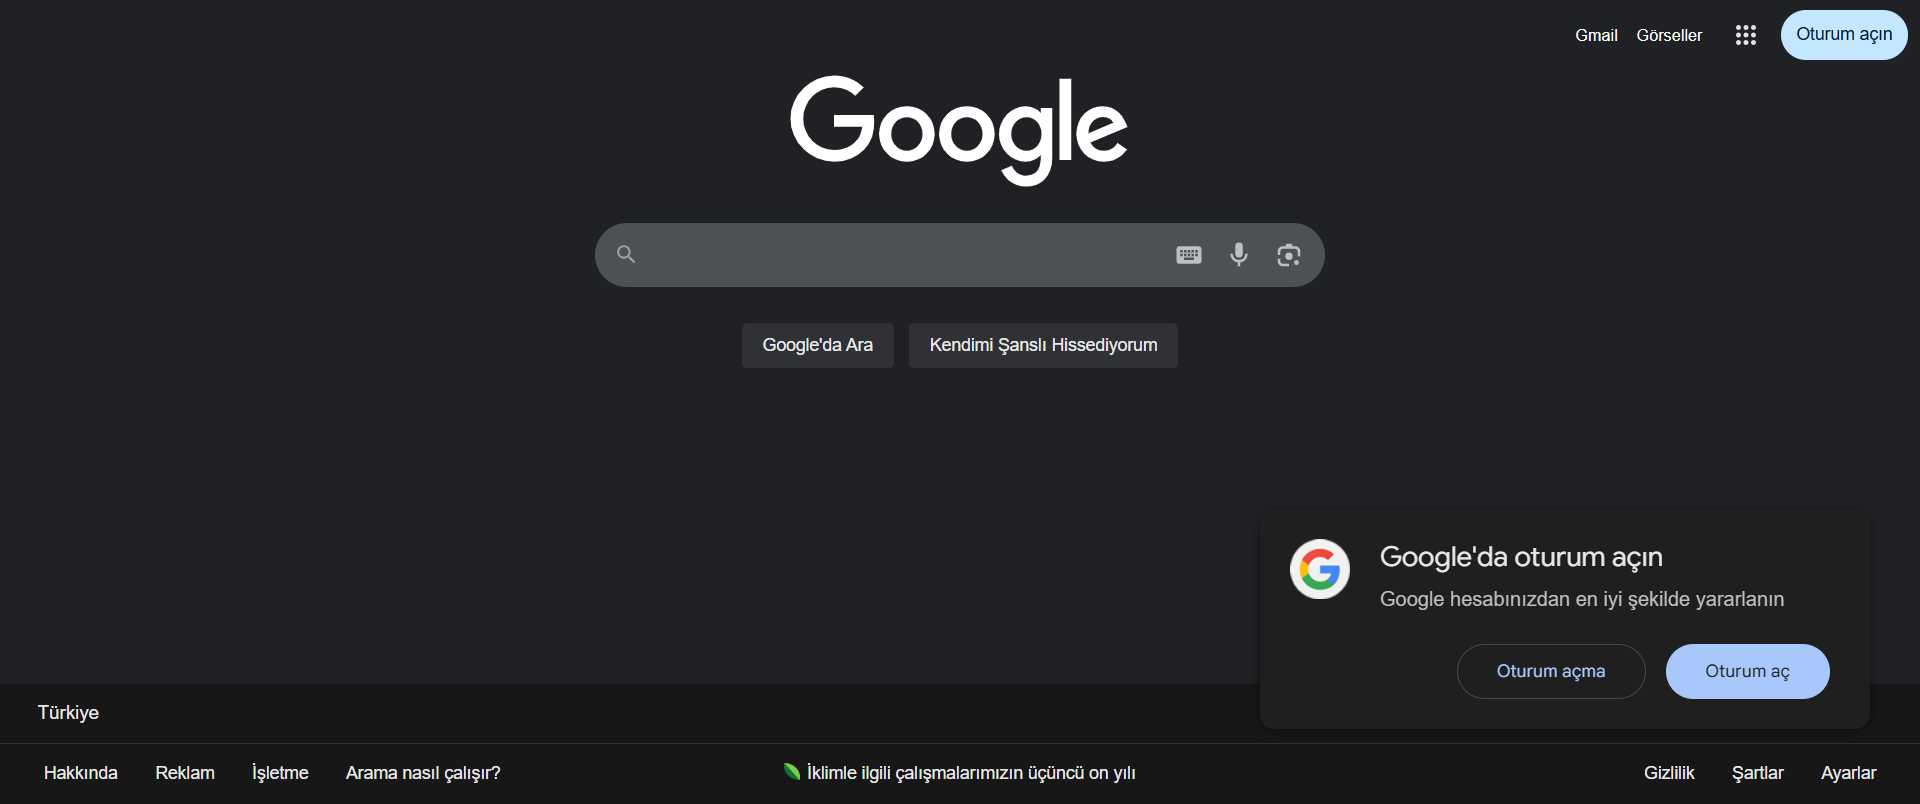 Gmail Görseller Oturum açın
Google
Google'da Ara Kendimi Şanslı Hissediyorum
Google'da oturum açın
Google hesabınızdan en iyi şekilde yararlanın
Oturum açma Oturum aç
Türkiye
Hakkında Reklam İşletme Arama nasıl çalışır? İklimle ilgili çalışmalarımızın üçüncü on yılı Gizlilik Şartlar Ayarlar